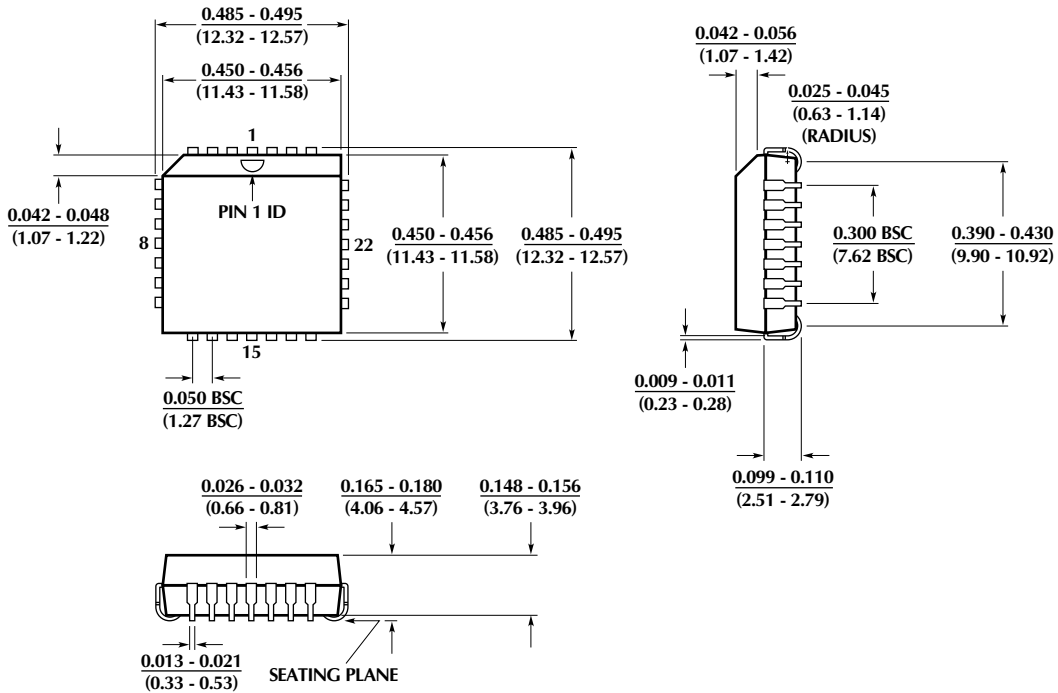 0.485 - 0.495
(12.32 - 12.57)
0.450 - 0.456
(11.43 - 11.58)
1
PIN 1 ID
0.042 - 0.048
(1.07 - 1.22)
8
22
0.450 - 0.456
(11.43 - 11.58)
0.485 - 0.495
(12.32 - 12.57)
15
0.050 BSC
(1.27 BSC)
0.042 - 0.056
(1.07 - 1.42)
0.025 - 0.045
(0.63 - 1.14)
(RADIUS)
0.300 BSC
(7.62 BSC)
0.390 - 0.430
(9.90 - 10.92)
0.009 - 0.011
(0.23 - 0.28)
0.099 - 0.110
(2.51 - 2.79)
0.026 - 0.032
(0.66 - 0.81)
0.165 - 0.180
(4.06 - 4.57)
0.148 - 0.156
(3.76 - 3.96)
0.013 - 0.021
(0.33 - 0.53)
SEATING PLANE